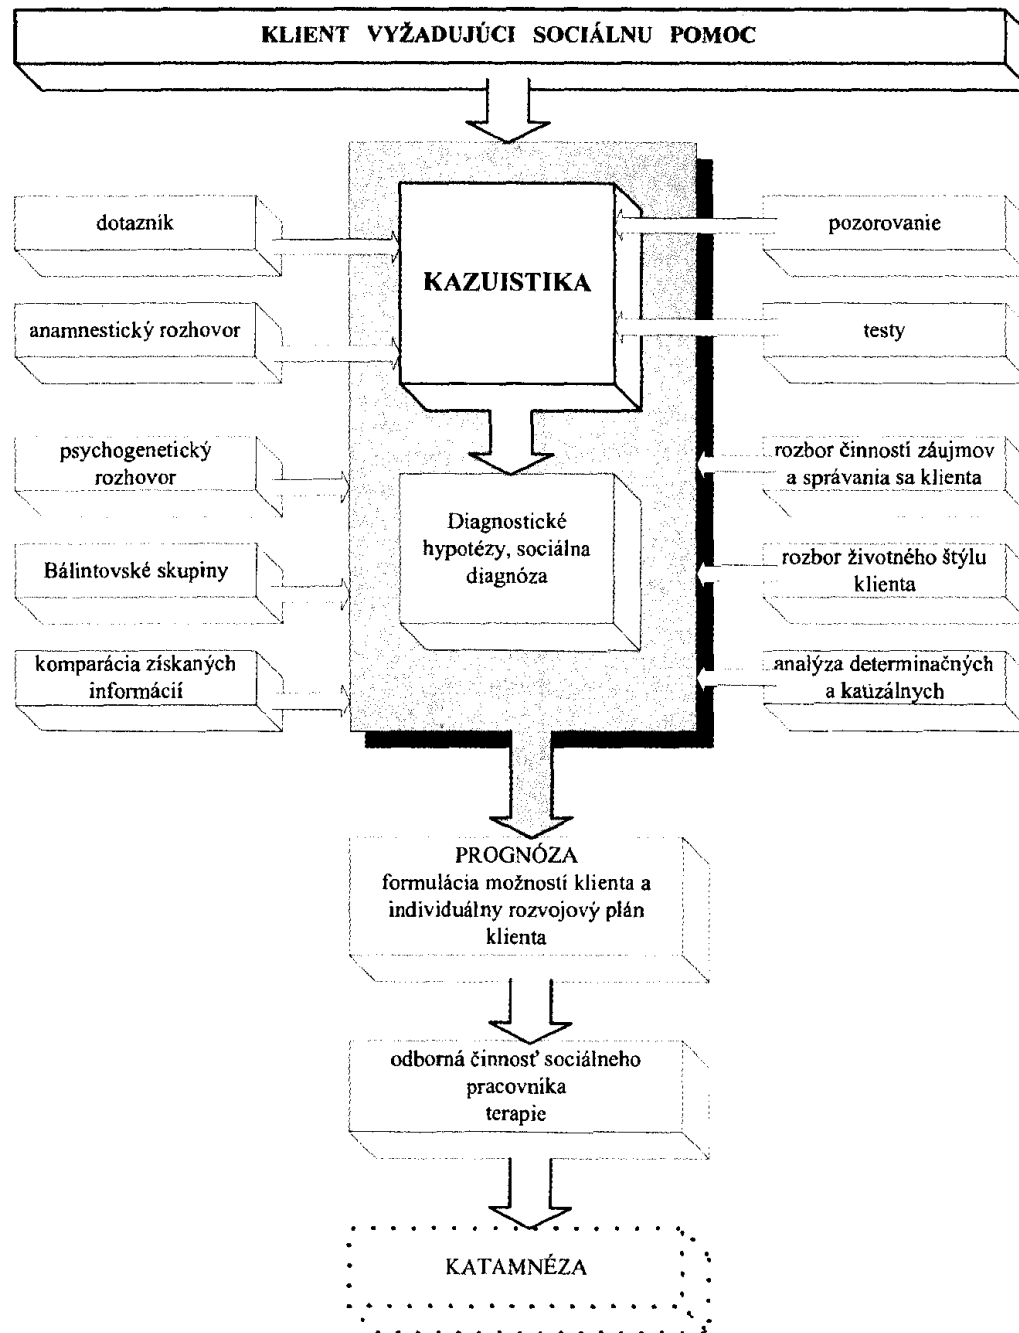 KLIENT VYŽADUJÚCI SOCIÁLNU POMOC
dotazník
anamnestický rozhovor
psychogenetický
rozhovor
Bálintovské skupiny
komparácia získaných
informácií
KAZUISTIKA
Diagnostické
hypotézy, sociálna
diagnóza
pozorovanie
testy
rozbor činností záujmov
a správania sa klienta
rozbor životného štýlu
klienta
analýza determinačných
a kauzálnych
PROGNÓZA
formulácia možností klienta a
individuálny rozvojový plán
klienta
odborná činnosť sociálneho
pracovníka
terapie
KATAMNÉZA